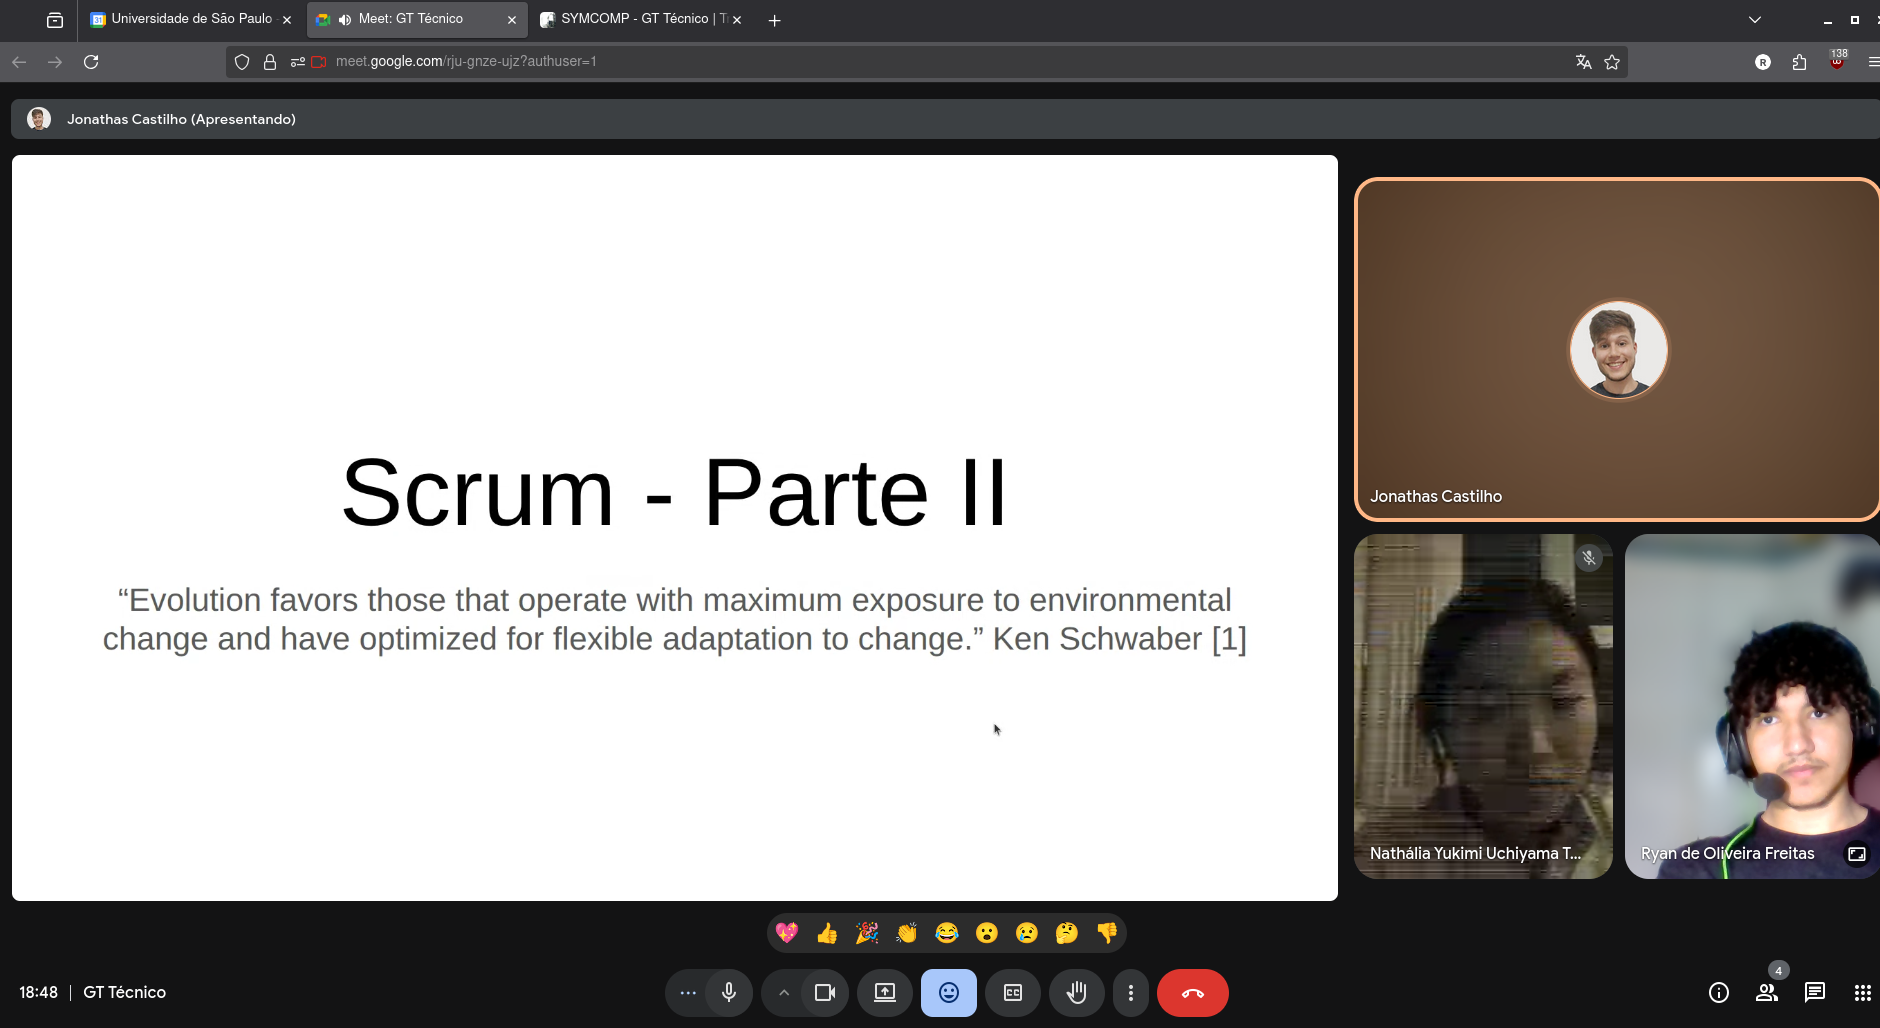 Universidade de São Paulo -
Meet: GT Técnico
SYMCOMP - GT Técnico | T
meet.google.com/rju-gnze-ujz?authuser=1
R
138
Jonathas Castilho (Apresentando)
Scrum - Parte II
“Evolution favors those that operate with maximum exposure to environmental
change and have optimized for flexible adaptation to change.” Ken Schwaber [1]
Jonathas Castilho
Nathália Yukimi Uchiyama T...
Ryan de Oliveira Freitas
18:48 | GT Técnico
4